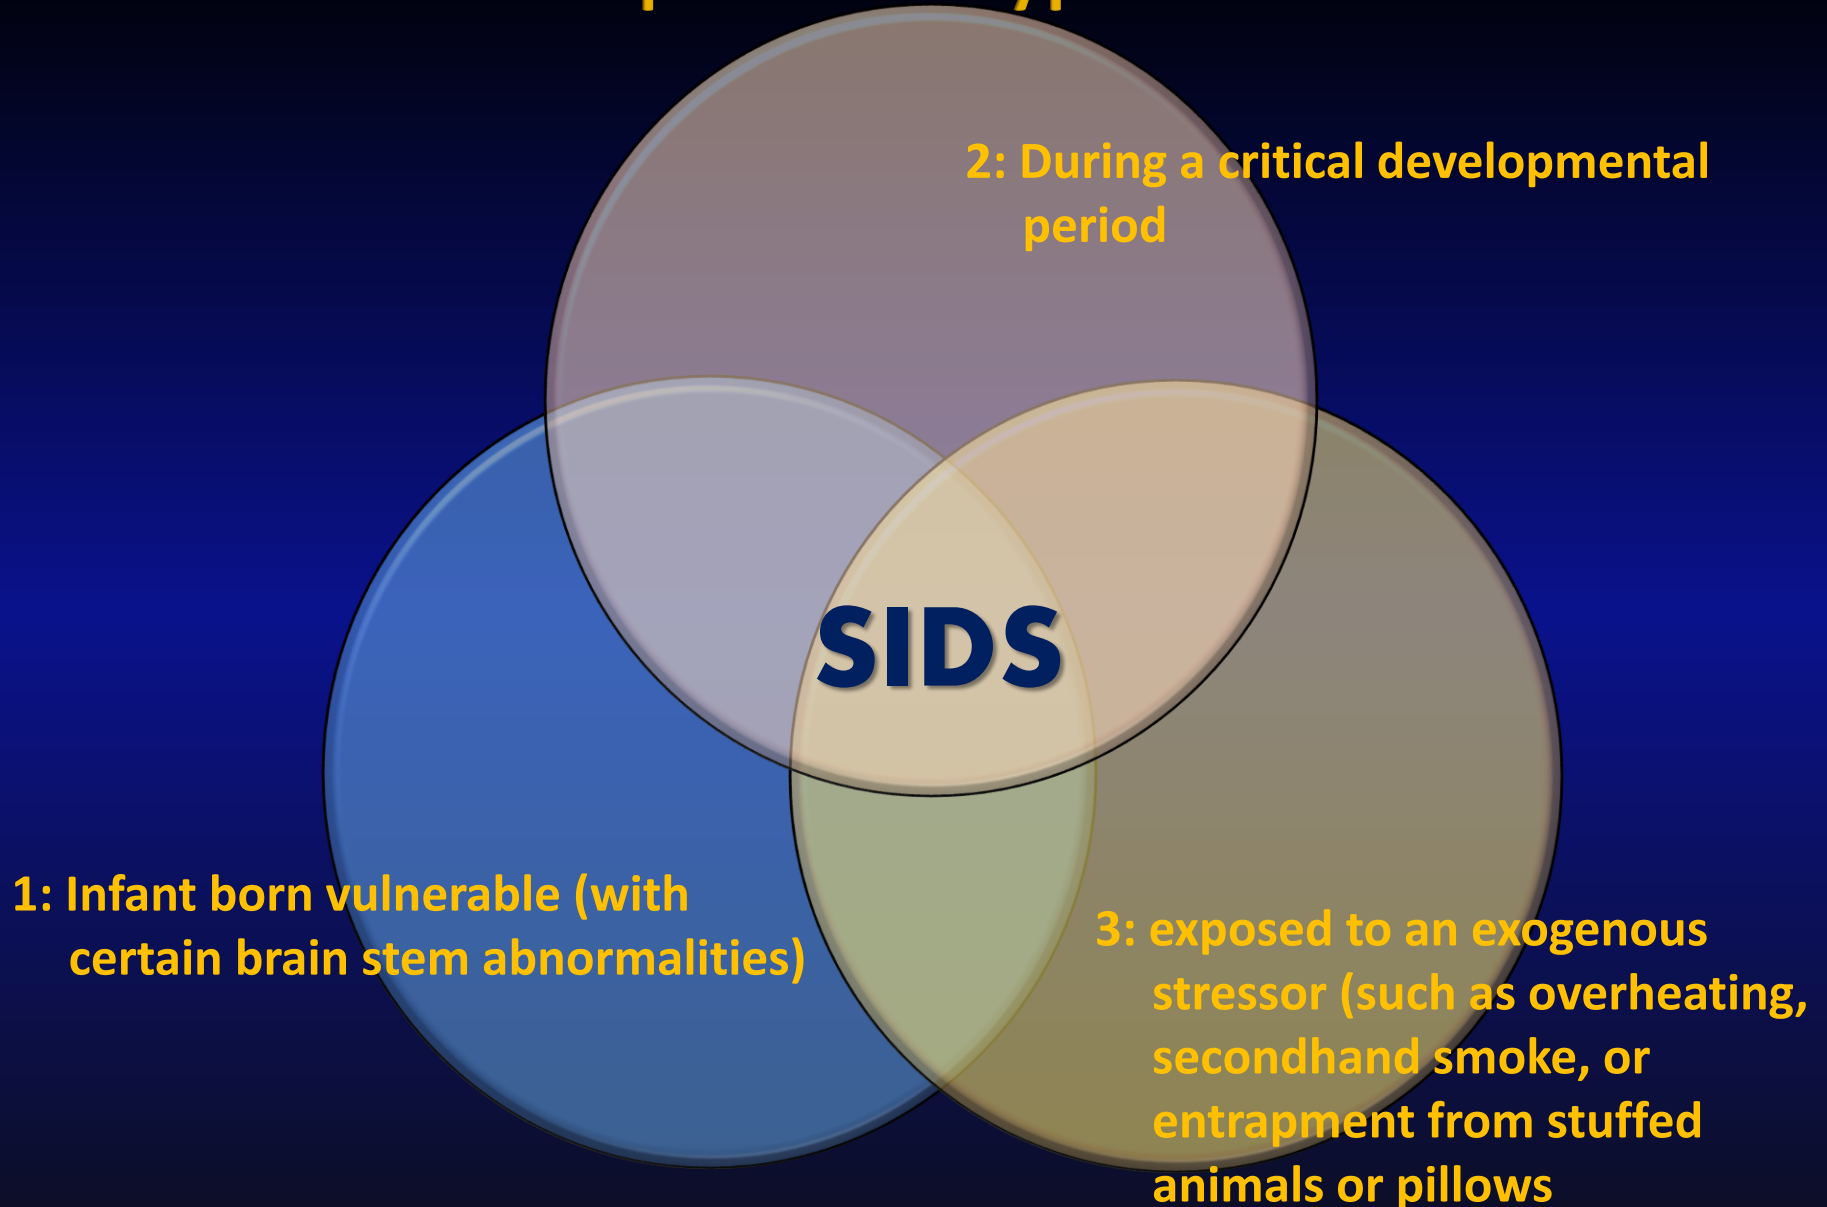 2: During a critical developmental
period
SIDS
1: Infant born vulnerable (with
certain brain stem abnormalities)
3: exposed to an exogenous
stressor (such as overheating,
secondhand smoke, or
entrapment from stuffed
animals or pillows